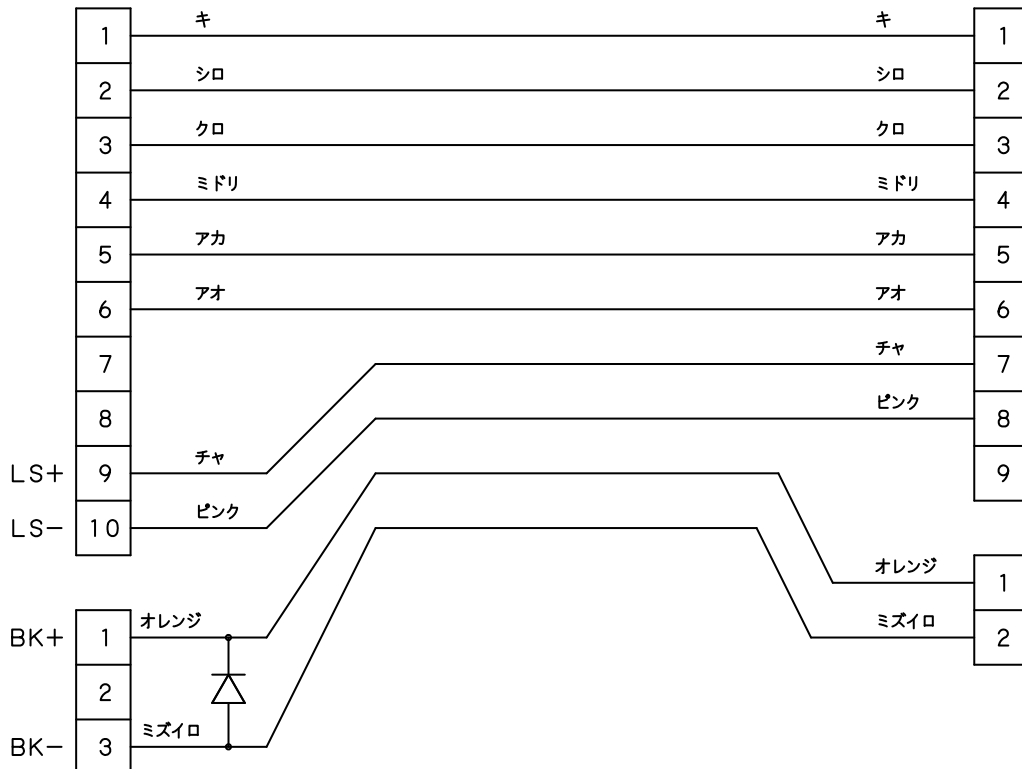 1 キ キ 1
2 シロ シロ 2
3 クロ クロ 3
4 ミドリ ミドリ 4
5 アカ アカ 5
6 アオ アオ 6
7 チャ 7
8 ピンク 8
LS+ 9 チャ 9
LS- 10 ピンク
オレンジ 1
BK+ 1 オレンジ ミズイロ 2
2
BK- 3 ミズイロ